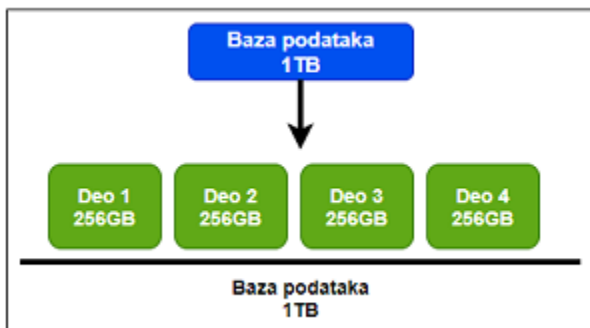 Baza podataka
1TB
Deo 1
256GB
Deo 2
256GB
Deo 3
256GB
Deo 4
256GB
Baza podataka
1TB